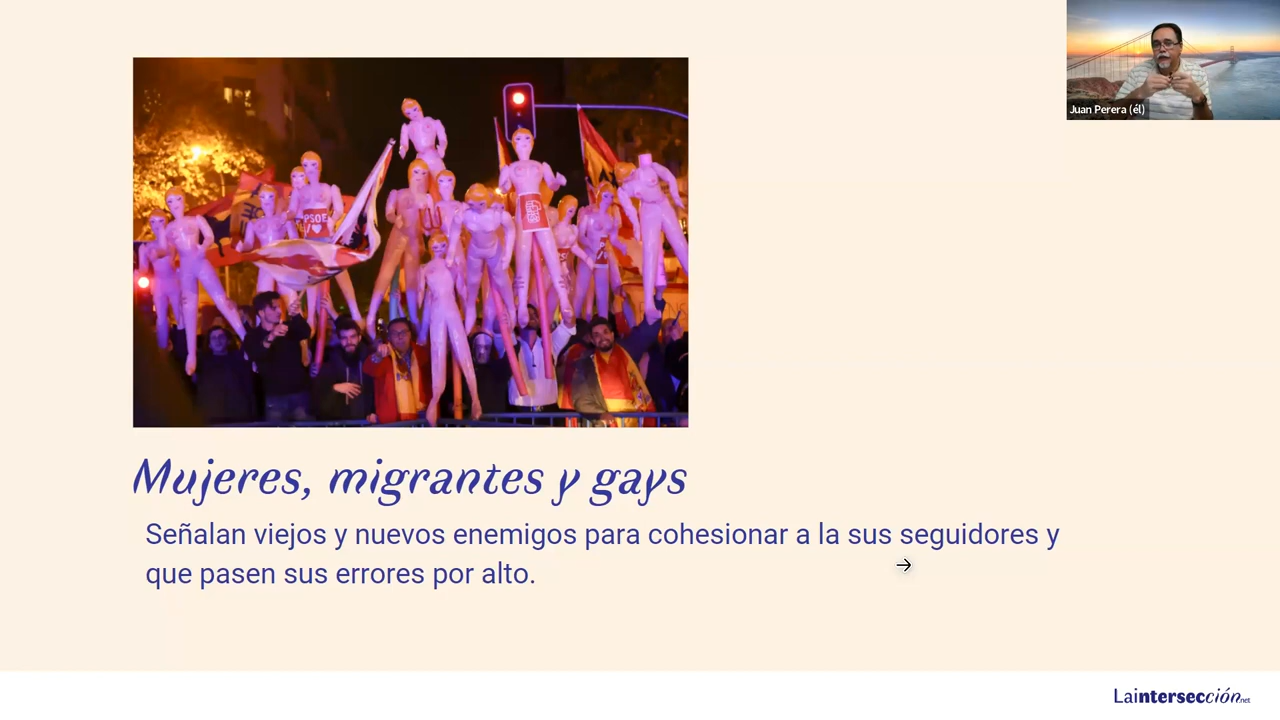 Juan Perera (él)
PSOE
Mujeres, migrantes y gays
Señalan viejos y nuevos enemigos para cohesionar a la sus seguidores y
que pasen sus errores por alto.
Laintersección.net